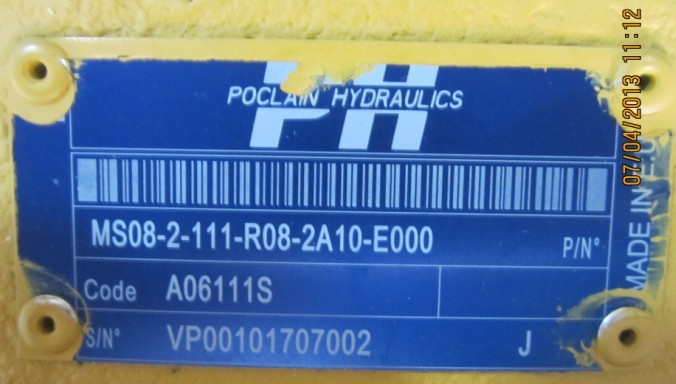 PH
POCLAIN HYDRAULICS
MS08-2-111-R08-2A10-E000 P/N°
Code A06111S
S/N° VP00101707002 J
MADE IN
07/04/2013 11:12